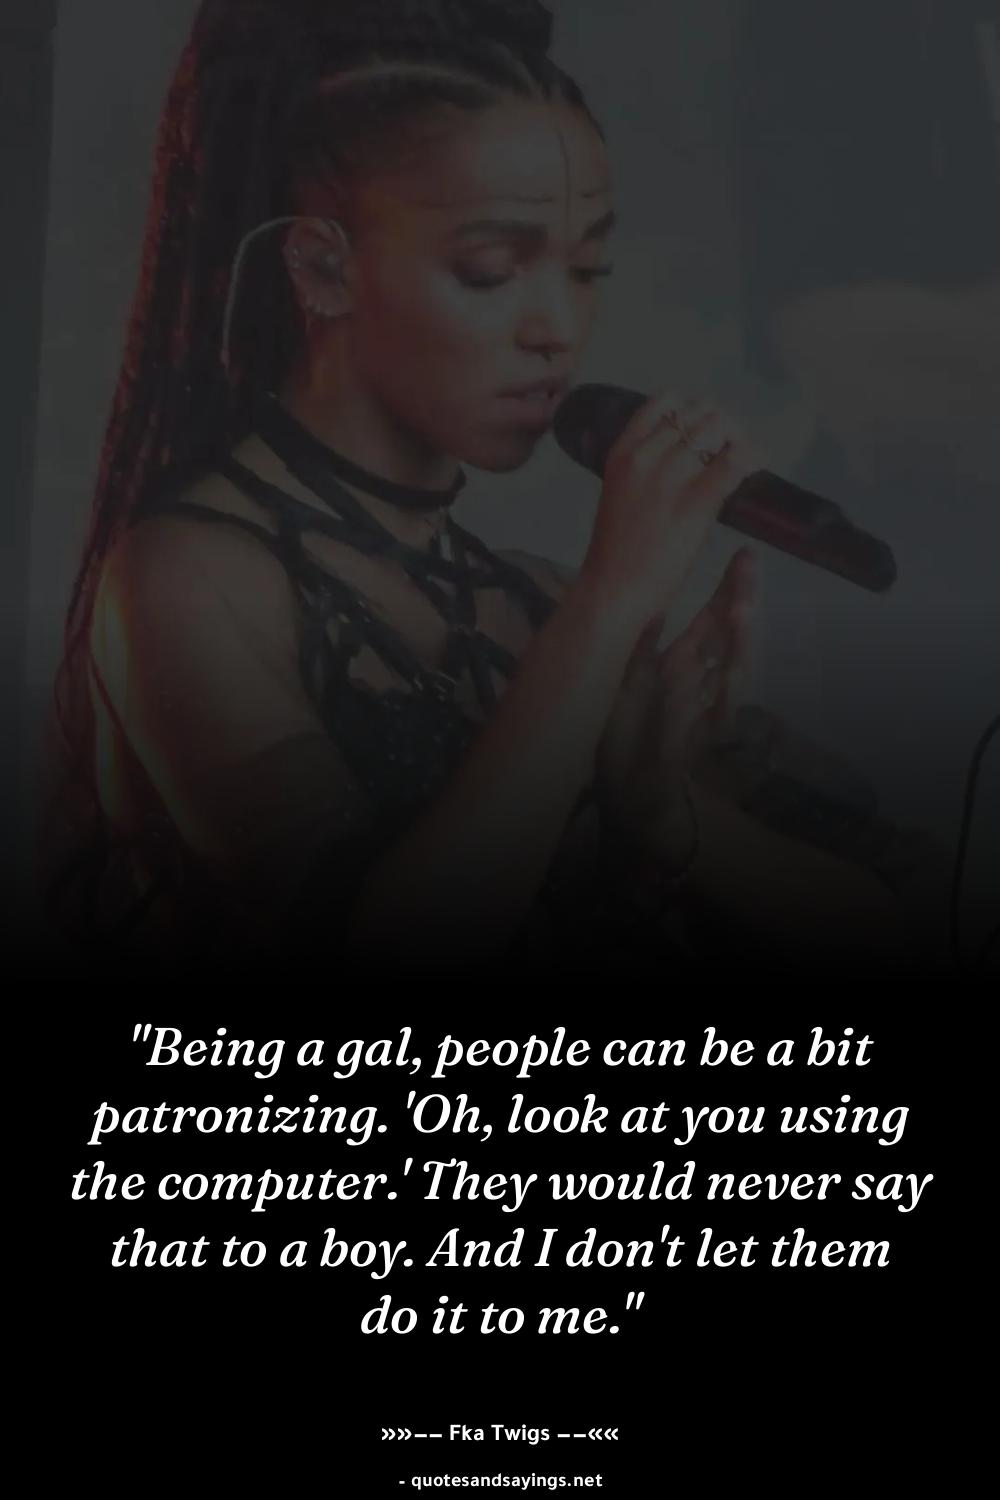 "Being a gal, people can be a bit
patronizing. 'Oh, look at you using
the computer.' They would never say
that to a boy. And I don't let them
do it to me."
»»–– Fka Twigs ––««
- quotesandsayings.net